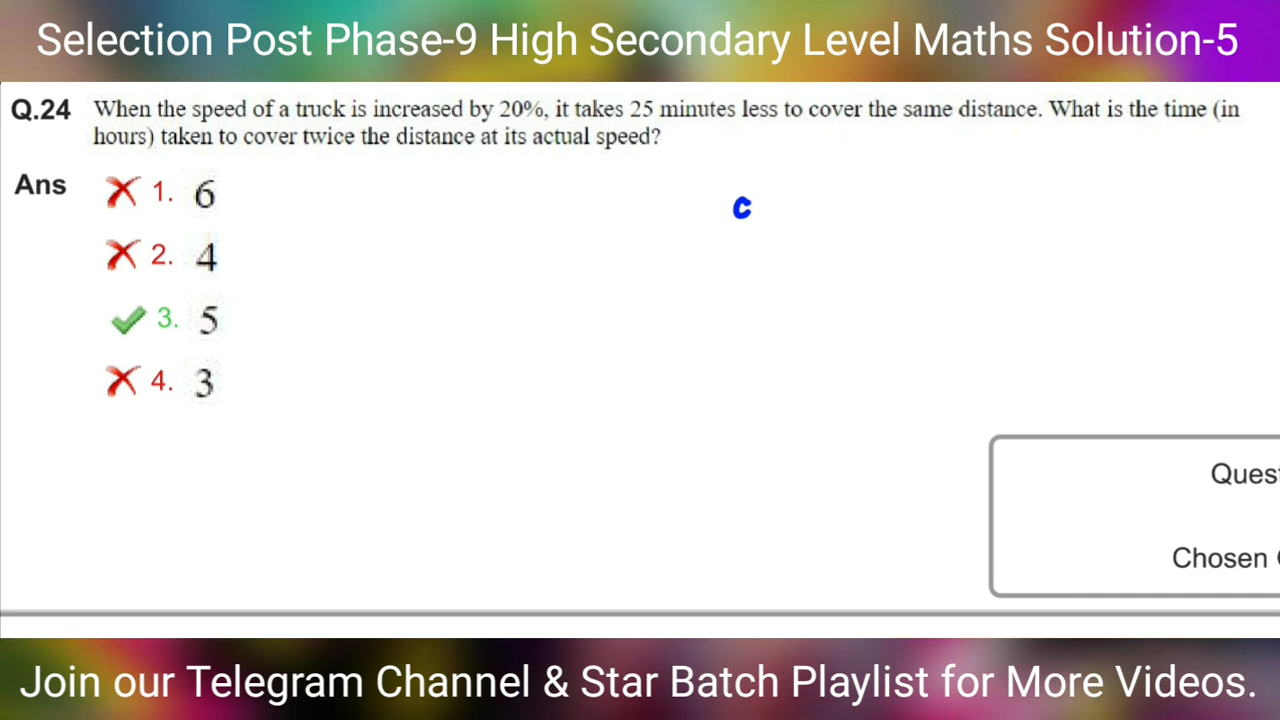 Selection Post Phase-9 High Secondary Level Maths Solution-5
Q.24 When the speed of a truck is increased by 20%, it takes 25 minutes less to cover the same distance. What is the time (in
hours) taken to cover twice the distance at its actual speed?
Ans 1. 6
2. 4
3. 5
4. 3
c
Quest
Chosen
Join our Telegram Channel & Star Batch Playlist for More Videos.